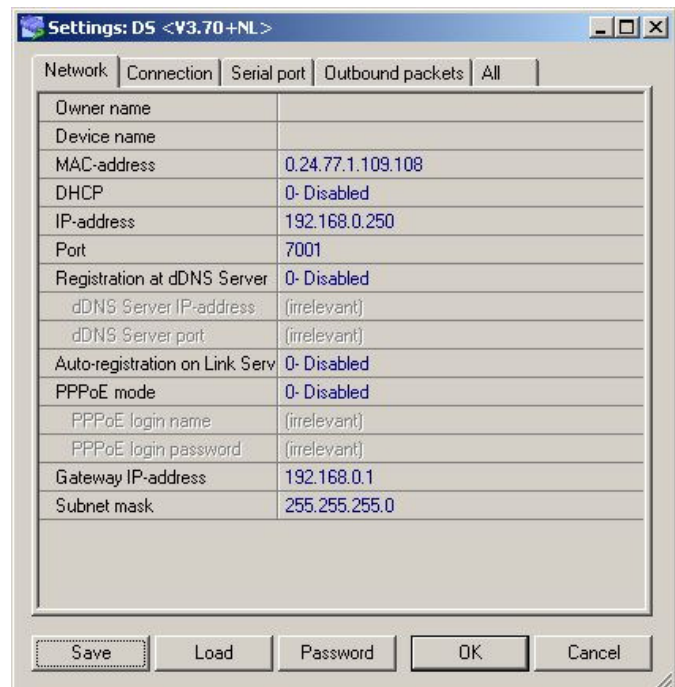 Settings: DS <V3.70+NL>
Network Connection Serial port Outbound packets All
Owner name
Device name
MAC-address 0.24.77.1.109.108
DHCP 0- Disabled
IP-address 192.168.0.250
Port 7001
Registration at dDNS Server 0- Disabled
dDNS Server IP-address (irrelevant)
dDNS Server port (irrelevant)
Auto-registration on Link Serv 0- Disabled
PPPoE mode 0- Disabled
PPPoE login name (irrelevant)
PPPoE login password (irrelevant)
Gateway IP-address 192.168.0.1
Subnet mask 255.255.255.0
Save Load Password OK Cancel